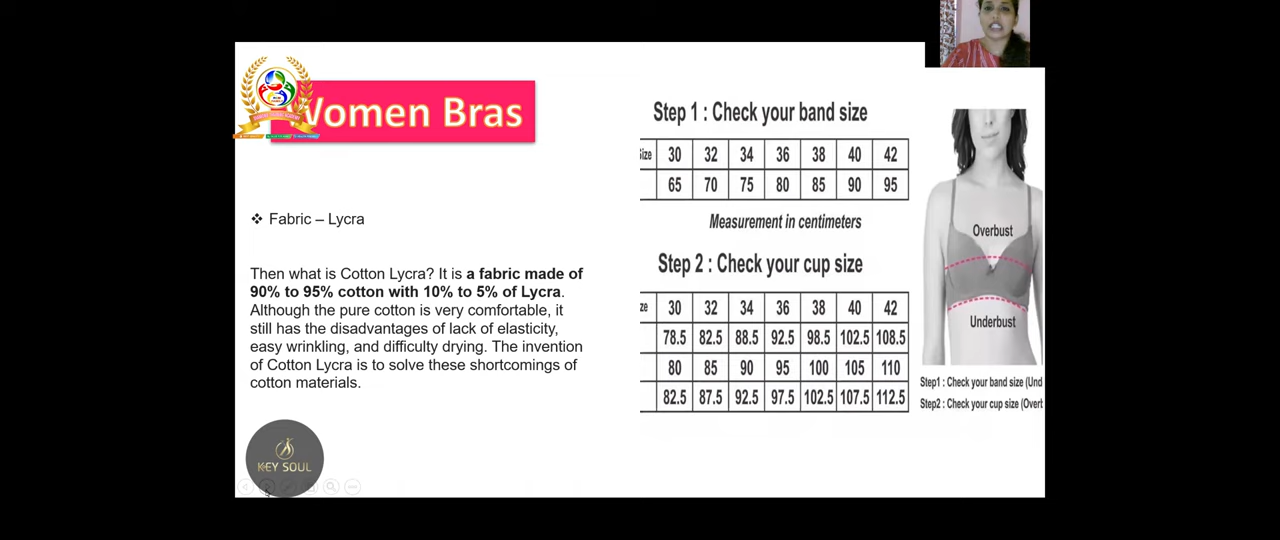 Women Bras
❖ Fabric – Lycra
Then what is Cotton Lycra? It is a fabric made of
90% to 95% cotton with 10% to 5% of Lycra.
Although the pure cotton is very comfortable, it
still has the disadvantages of lack of elasticity,
easy wrinkling, and difficulty drying. The invention
of Cotton Lycra is to solve these shortcomings of
cotton materials.
KEY SOUL
Step 1 : Check your band size
Size 30 32 34 36 38 40 42
65 70 75 80 85 90 95
Measurement in centimeters
Step 2 : Check your cup size
ze 30 32 34 36 38 40 42
78.5 82.5 88.5 92.5 98.5 102.5 108.5
80 85 90 95 100 105 110
82.5 87.5 92.5 97.5 102.5 107.5 112.5
Overbust
Underbust
Step1 : Check your band size (Und
Step2 : Check your cup size (Overb